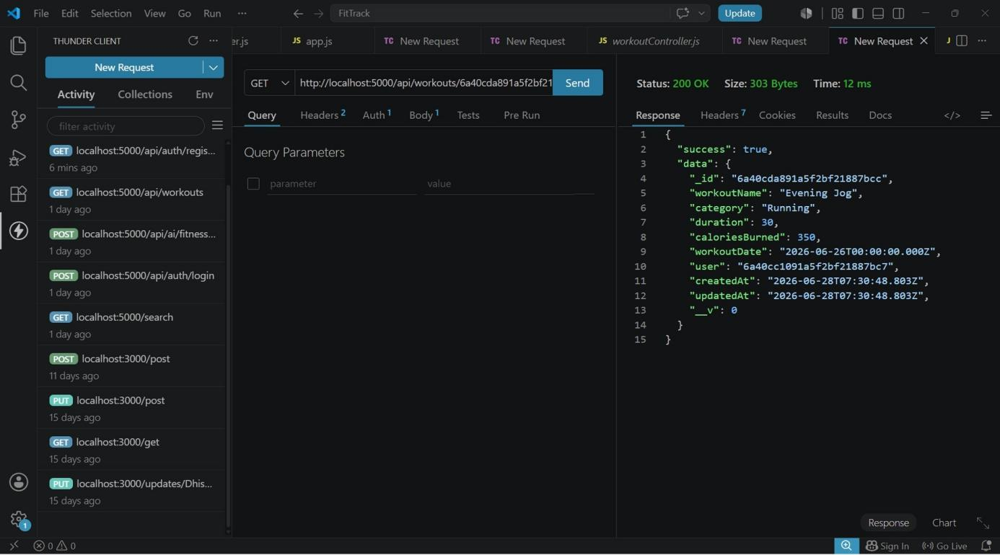 File Edit Selection View Go Run ··· FitTrack Update
THUNDER CLIENT ···
New Request
Activity Collections Env
filter activity
GET localhost:5000/api/auth/regis...
6 mins ago
GET localhost:5000/api/workouts
1 day ago
POST localhost:5000/api/ai/fitness...
1 day ago
POST localhost:5000/api/auth/login
1 day ago
GET localhost:5000/search
1 day ago
POST localhost:3000/post
11 days ago
PUT localhost:3000/post
15 days ago
GET localhost:3000/get
15 days ago
PUT localhost:3000/updates/Dhis...
15 days ago
1
er.js JS app.js TC New Request TC New Request JS workoutController.js TC New Request TC New Request J ···
GET http://localhost:5000/api/workouts/6a40cda891a5f2bf21 Send
Query Headers 2 Auth 1 Body 1 Tests Pre Run
Query Parameters
parameter value
Status: 200 OK Size: 303 Bytes Time: 12 ms
Response Headers 7 Cookies Results Docs </>
1 {
2 "success": true,
3 "data": {
4 "_id": "6a40cda891a5f2bf21887bcc",
5 "workoutName": "Evening Jog",
6 "category": "Running",
7 "duration": 30,
8 "caloriesBurned": 350,
9 "workoutDate": "2026-06-26T00:00:00.000Z",
10 "user": "6a40cc1091a5f2bf21887bc7",
11 "createdAt": "2026-06-28T07:30:48.803Z",
12 "updatedAt": "2026-06-28T07:30:48.803Z",
13 "__v": 0
14 }
15 }
Response Chart
0 0 Sign In Go Live